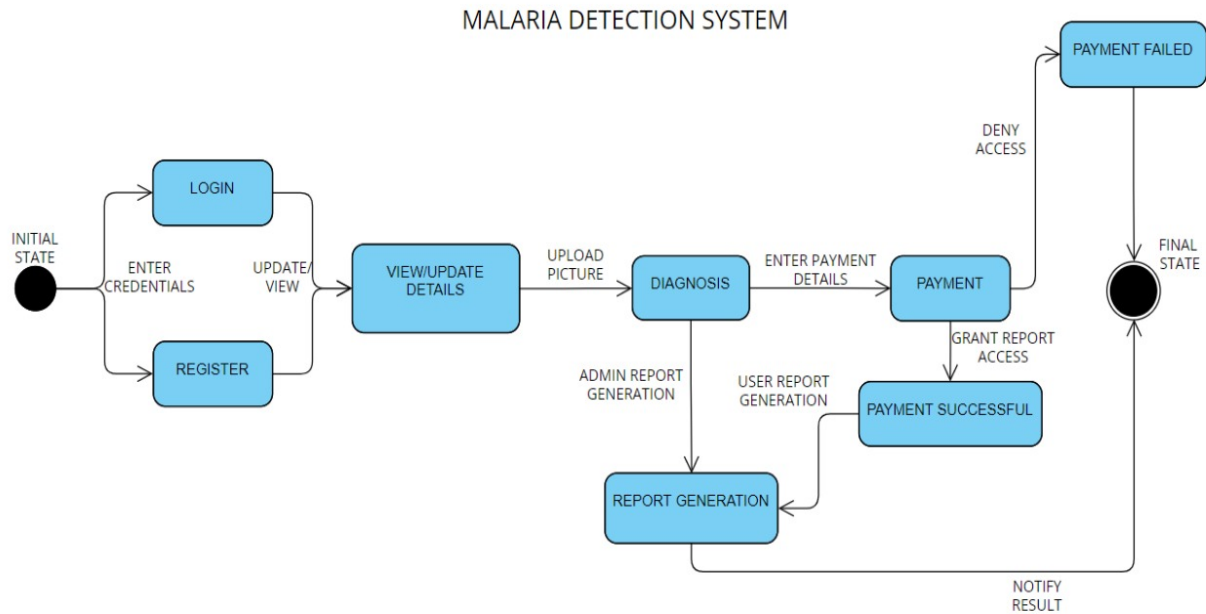 MALARIA DETECTION SYSTEM
PAYMENT FAILED
DENY
ACCESS
LOGIN
INITIAL
STATE
ENTER
CREDENTIALS
UPDATE/
VIEW
VIEW/UPDATE
DETAILS
UPLOAD
PICTURE
DIAGNOSIS
ENTER PAYMENT
DETAILS
PAYMENT
FINAL
STATE
REGISTER
GRANT REPORT
ACCESS
ADMIN REPORT
GENERATION
USER REPORT
GENERATION
PAYMENT SUCCESSFUL
REPORT GENERATION
NOTIFY
RESULT